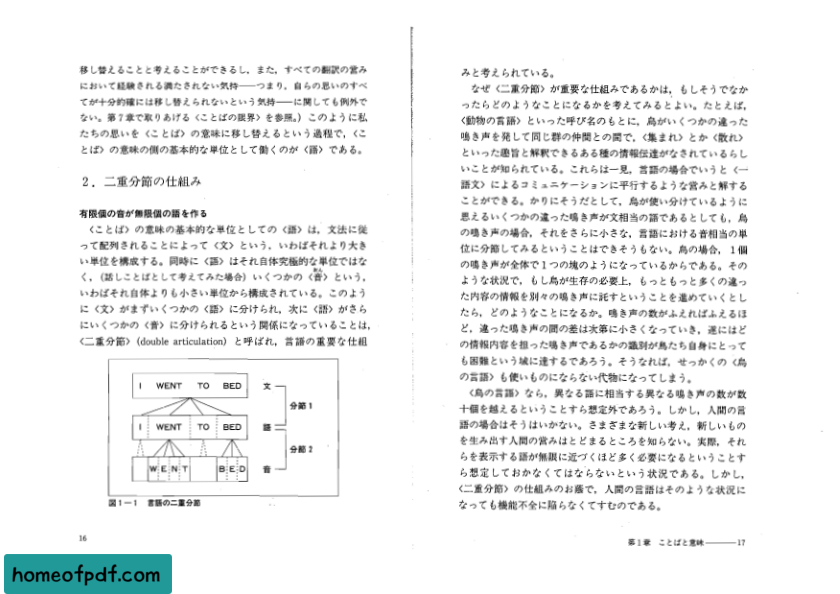 移し替えることと考えることができるし，また，すべての翻訳の営み
において経験される満たされない気持――つまり，自らの思いのすべ
てが十分的確には移し替えられないという気持――に関しても例外で
ない。第7章で取りあげる〈ことばの限界〉を参照。）このように私
たちの思いを〈ことば〉の意味に移し替えるという過程で，〈こ
とば〉の意味の側の基本的な単位として働くのが〈語〉である。
2．二重分節の仕組み
有限個の音が無限個の語を作る
〈ことば〉の意味の基本的な単位としての〈語〉は，文法に従
って配列されることによって〈文〉という，いわばそれより大き
い単位を構成する。同時に〈語〉はそれ自体究極的な単位ではな
く，（話しことばとして考えてみた場合）いくつかの〈音〉という，
いわばそれ自体よりも小さい単位から構成されている。このよう
に〈文〉がまずいくつかの〈語〉に分けられ，次に〈語〉がさら
にいくつかの〈音〉に分けられるという関係になっていることは，
〈二重分節〉(double articulation) と呼ばれ，言語の重要な仕組
I WENT TO BED 文
分節1
I WENT TO BED 語
分節2
W E N T B E D 音
図1－1 言語の二重分節
16
みと考えられている。
なぜ〈二重分節〉が重要な仕組みであるかは，もしそうでなか
ったらどのようなことになるかを考えてみるとよい。たとえば，
〈動物の言語〉といった呼び名のもとに，鳥がいくつかの違った
鳴き声を発して同じ群の仲間との間で，〈集まれ〉とか〈散れ〉
といった趣旨と解釈できるある種の情報伝達がなされているらし
いことが知られている。これらは一見，言語の場合でいうと〈一
語文〉によるコミュニケーションに平行するような営みと解する
ことができる。かりにそうだとして，鳥が使い分けているように
思えるいくつかの違った鳴き声が文相当の語であるとしても，鳥
の鳴き声の場合，それをさらに小さな，言語における音相当の単
位に分節してみるということはできそうもない。鳥の場合，1個
の鳴き声が全体で1つの塊のようになっているからである。その
ような状況で，もし鳥が生存の必要上，もっともっと多くの違っ
た内容の情報を別々の鳴き声に託すということを進めていくとし
たら，どのようなことになるか。鳴き声の数がふえればふえるほ
ど，違った鳴き声の間の差は次第に小さくなっていき，遂にはど
の情報内容を担った鳴き声であるかの識別が鳥たち自身にとって
も困難という域に達するであろう。そうなれば，せっかくの〈鳥
の言語〉も使いものにならない代物になってしまう。
〈鳥の言語〉なら，異なる語に相当する異なる鳴き声の数が数
十個を越えるということすら想定外であろう。しかし，人間の言
語の場合はそうはいかない。さまざまな新しい考え，新しいもの
を生み出す人間の営みはとどまるところを知らない。実際，それ
らを表示する語が無限に近づくほど多く必要になるということす
ら想定しておかなくてはならないという状況である。しかし，
〈二重分節〉の仕組みのお蔭で，人間の言語はそのような状況に
なっても機能不全に陥らなくてすむのである。
第1章 ことばと意味――17
homeofpdf.com